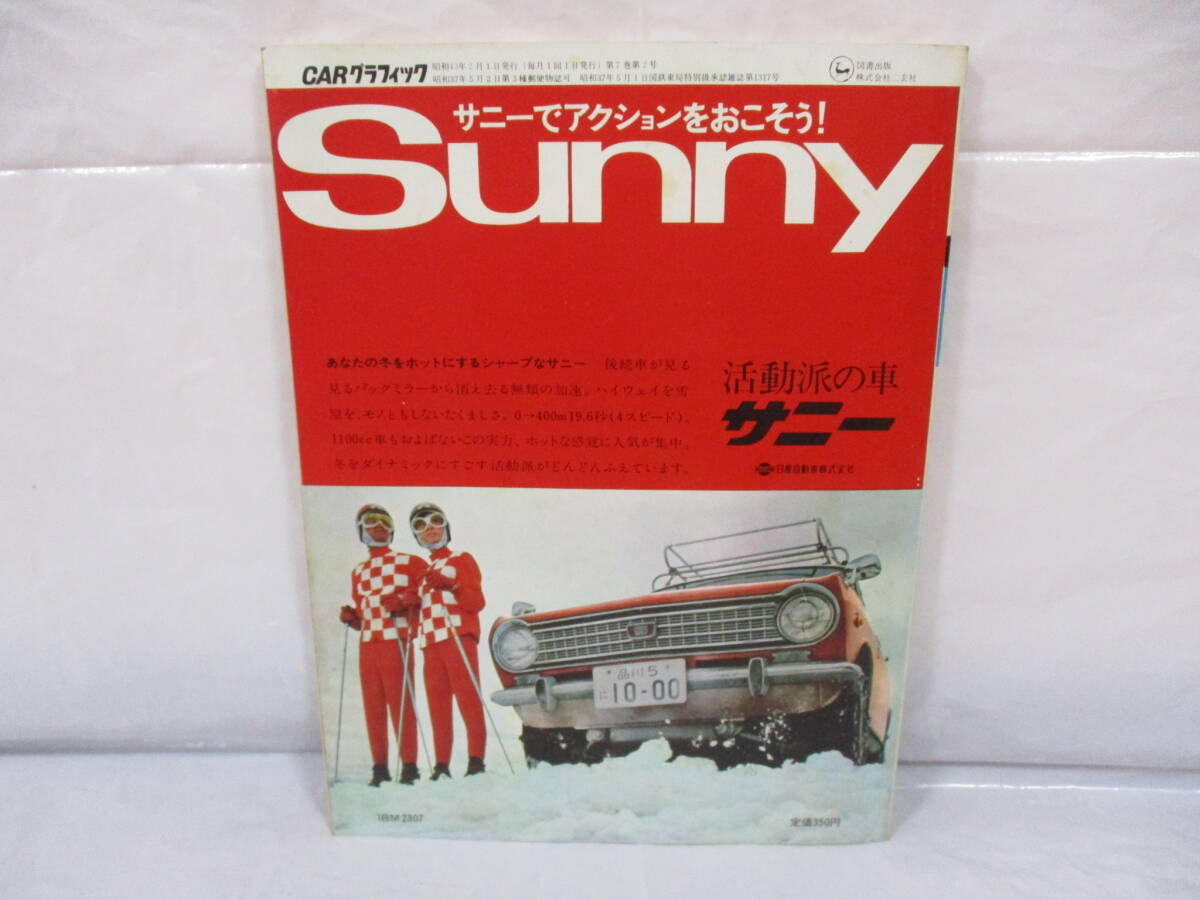 CARグラフィック
昭和43年2月1日発行(毎月1回1日発行)第7巻第2号
昭和37年5月2日第3種郵便物認可 昭和37年5月1日国鉄東局特別扱承認雑誌第1317号
図書出版
株式会社二玄社
サニーでアクションをおこそう!
Sunny
あなたの冬をホットにするシャープなサニー 後続車が見る
見るバックミラーから消え去る無類の加速。ハイウェイを雪
原を、モノともしないたくましさ。0→400m19.6秒(4スピード)。
1100cc車もおよばないこの実力、ホットな感覚に人気が集中。
冬をダイナミックにすごす活動派がどんどんふえています。
活動派の車
サニー
日産自動車株式会社
品川5
10-00
IBM 2307
定価350円